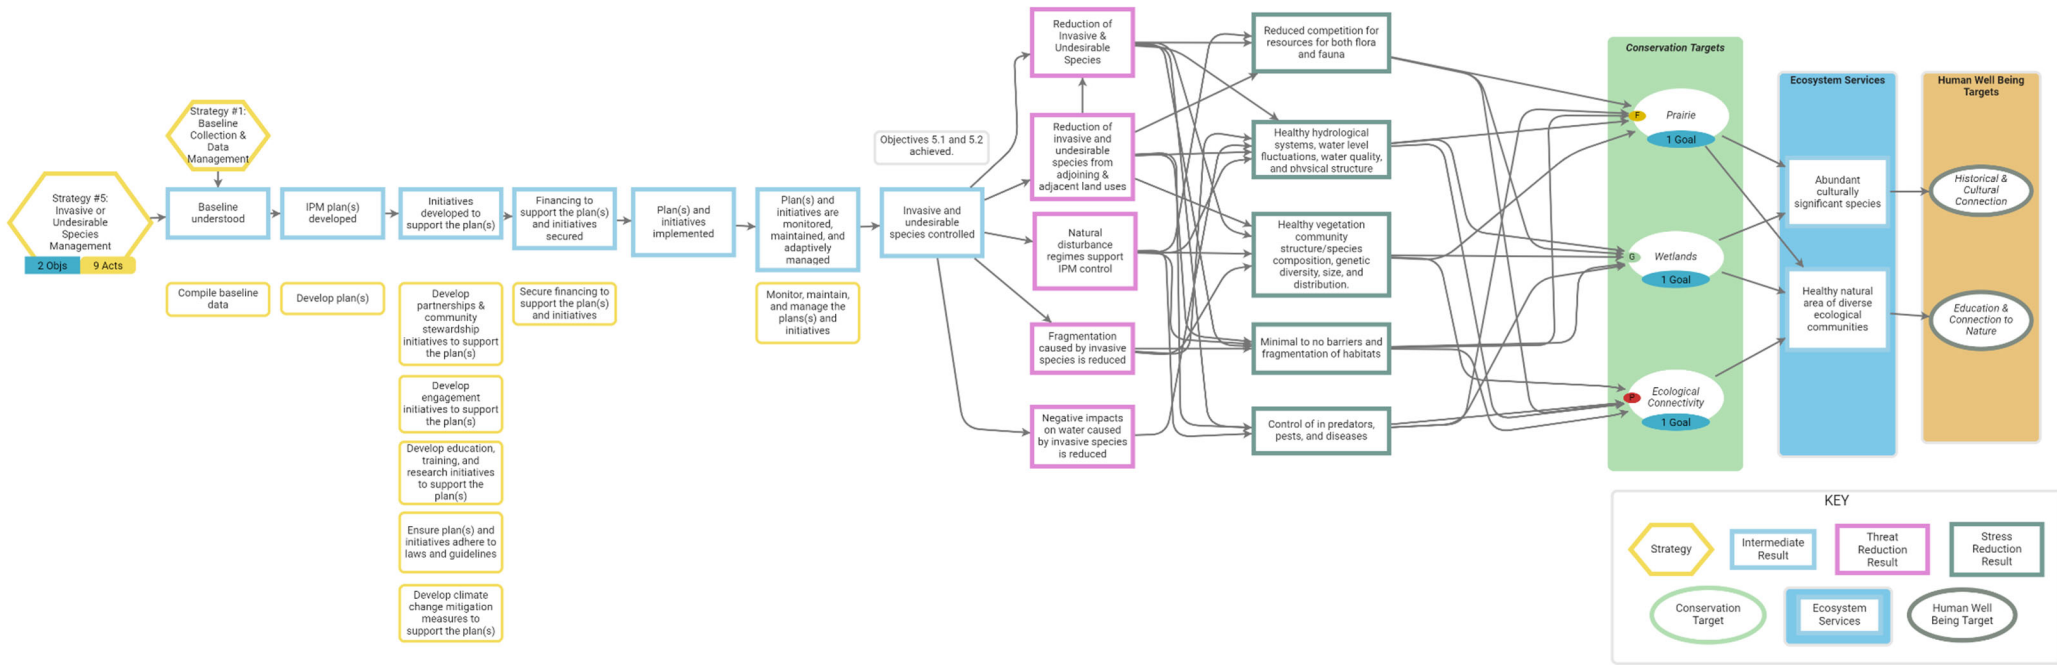 Strategy #5:
Invasive or
Undesirable
Species
Management
2 Objs
9 Acts
Strategy #1:
Baseline
Collection &
Data
Management
Baseline
understood
IPM plan(s)
developed
Initiatives
developed to
support the plan(s)
Financing to
support the plan(s)
and initiatives
secured
Plan(s) and
initiatives
implemented
Plan(s) and
initiatives are
monitored,
maintained, and
adaptively
managed
Invasive and
undesirable
species controlled
Objectives 5.1 and 5.2
achieved.
Compile baseline
data
Develop plan(s)
Develop
partnerships &
community
stewardship
initiatives to support
the plan(s)
Develop
engagement
initiatives to support
the plan(s)
Develop education,
training, and
research initiatives
to support the
plan(s)
Ensure plan(s) and
initiatives adhere to
laws and guidelines
Develop climate
change mitigation
measures to
support the plan(s)
Secure financing to
support the plan(s)
and initiatives
Monitor, maintain,
and manage the
plans(s) and
initiatives
Reduction of
Invasive &
Undesirable
Species
Reduction of
invasive and
undesirable
species from
adjoining &
adjacent land uses
Natural
disturbance
regimes support
IPM control
Fragmentation
caused by invasive
species is reduced
Negative impacts
on water caused
by invasive species
is reduced
Reduced competition for
resources for both flora
and fauna
Healthy hydrological
systems, water level
fluctuations, water quality,
and physical structure
Healthy vegetation
community
structure/species
composition, genetic
diversity, size, and
distribution.
Minimal to no barriers and
fragmentation of habitats
Control of in predators,
pests, and diseases
Conservation Targets
F
Prairie
1 Goal
G
Wetlands
1 Goal
P
Ecological
Connectivity
1 Goal
Ecosystem Services
Abundant
culturally
significant species
Healthy natural
area of diverse
ecological
communities
Human Well Being
Targets
Historical &
Cultural
Connection
Education &
Connection to
Nature
KEY
Strategy
Intermediate
Result
Threat
Reduction
Result
Stress
Reduction
Result
Conservation
Target
Ecosystem
Services
Human Well
Being Target